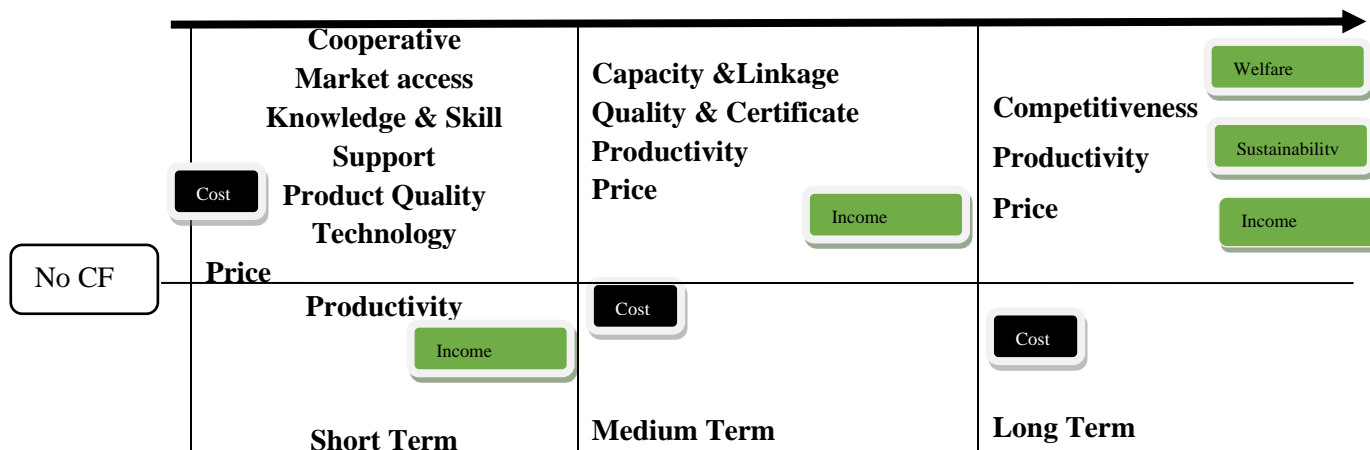 Cooperative
Market access
Knowledge & Skill
Support
Product Quality
Technology
Price
Productivity
Cost
Income
Short Term
No CF
Capacity &Linkage
Quality & Certificate
Productivity
Price
Income
Cost
Medium Term
Competitiveness
Productivity
Price
Welfare
Sustainability
Income
Cost
Long Term